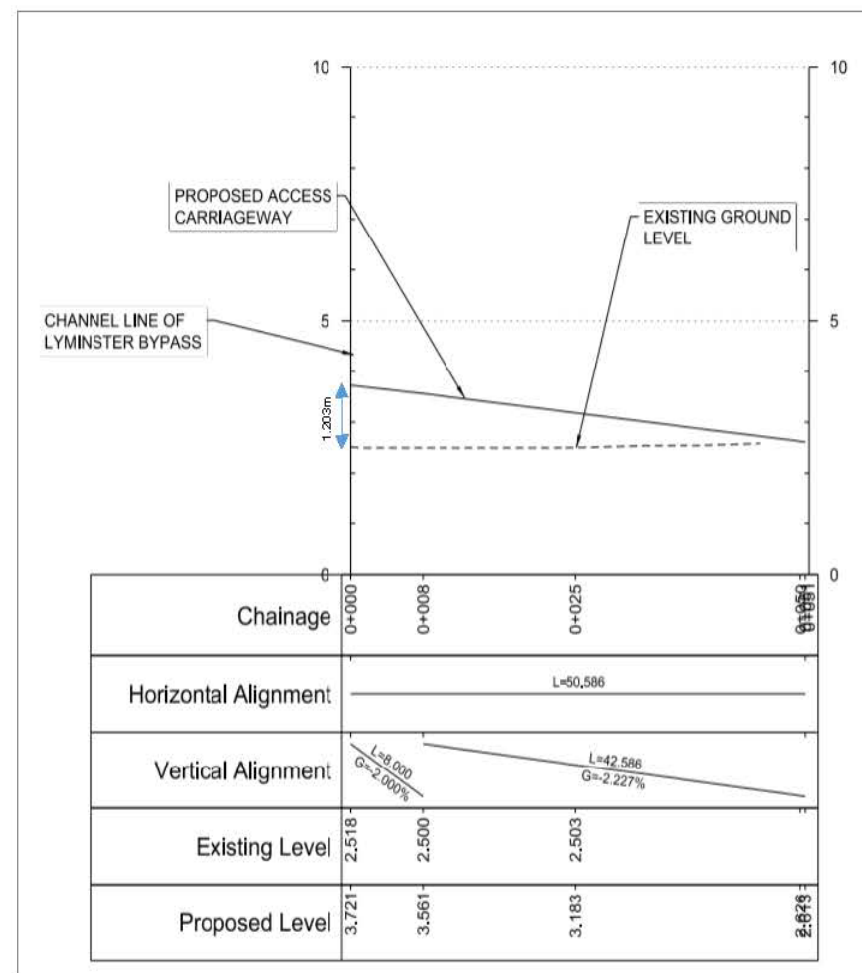 10
10
PROPOSED ACCESS
CARRIAGEWAY
EXISTING GROUND
LEVEL
CHANNEL LINE OF
LYMINSTER BYPASS
5
5
1.203m
0
0
Chainage
0+000
0+008
0+025
Horizontal Alignment
L=50.586
Vertical Alignment
L=8.000
G=-2.000%
L=42.586
G=-2.227%
Existing Level
2.518
2.500
2.503
Proposed Level
3.721
3.561
3.183